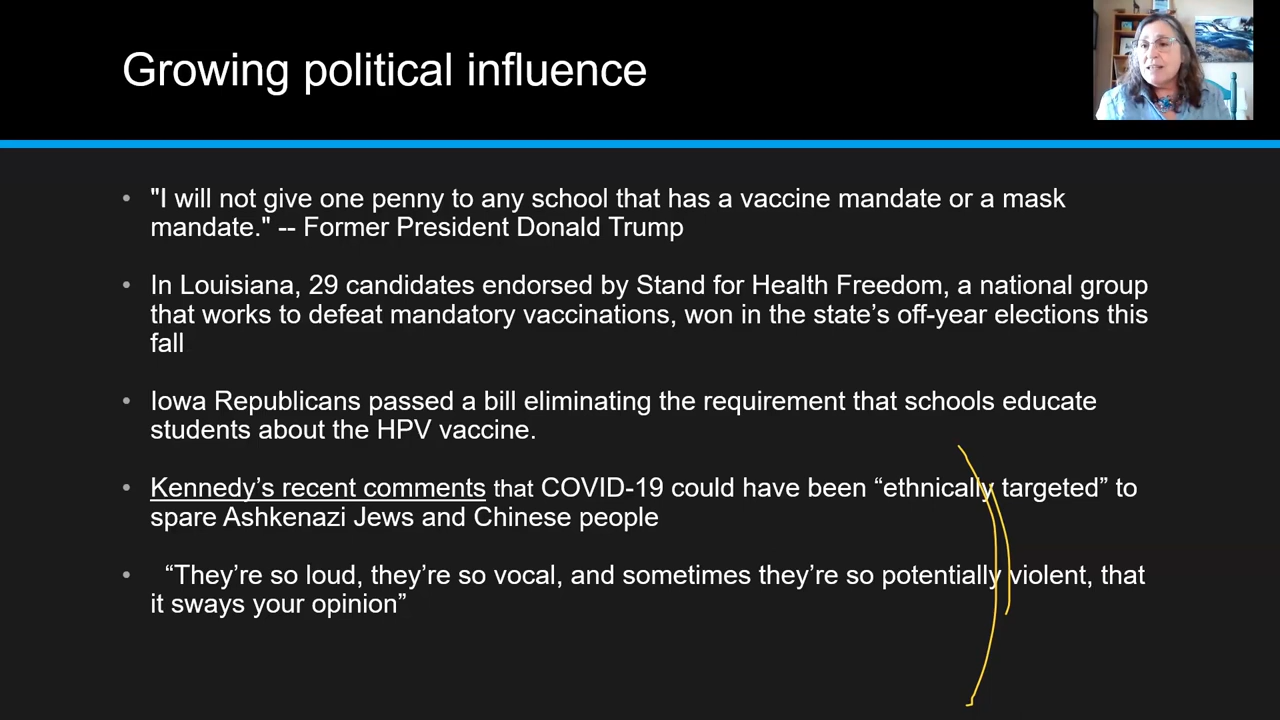 Growing political influence
• "I will not give one penny to any school that has a vaccine mandate or a mask
mandate." -- Former President Donald Trump
• In Louisiana, 29 candidates endorsed by Stand for Health Freedom, a national group
that works to defeat mandatory vaccinations, won in the state’s off-year elections this
fall
• Iowa Republicans passed a bill eliminating the requirement that schools educate
students about the HPV vaccine.
• Kennedy’s recent comments that COVID-19 could have been “ethnically targeted” to
spare Ashkenazi Jews and Chinese people
• “They’re so loud, they’re so vocal, and sometimes they’re so potentially violent, that
it sways your opinion”